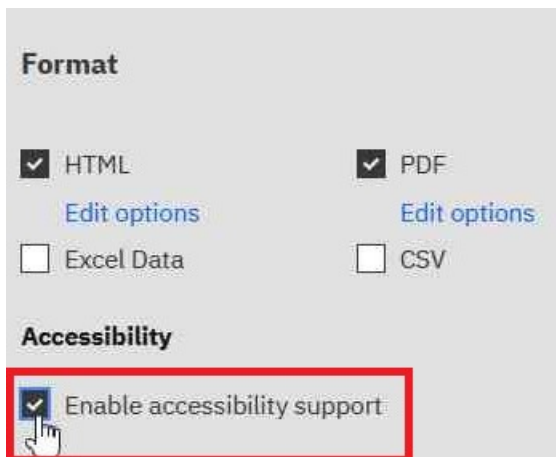 Format
HTML PDF
Edit options Edit options
Excel Data CSV
Accessibility
Enable accessibility support